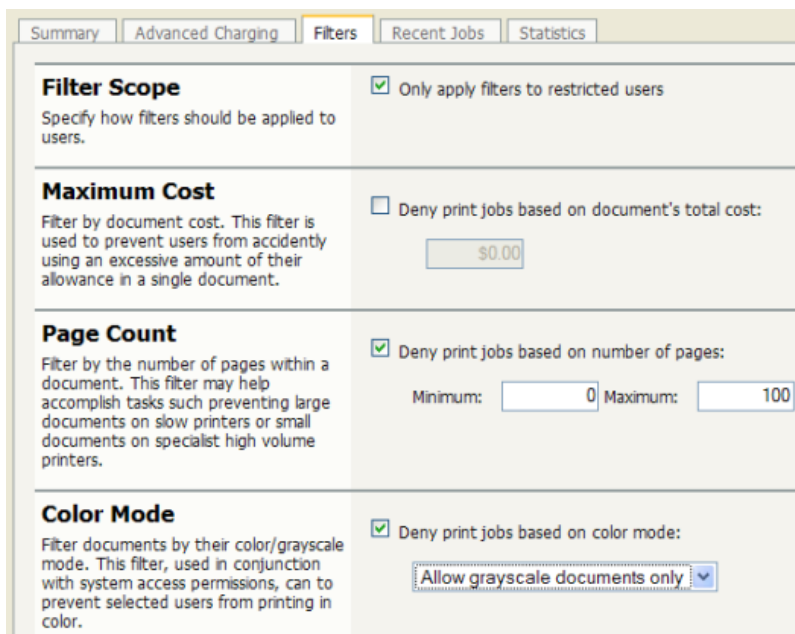 Summary Advanced Charging Filters Recent Jobs Statistics
Filter Scope
Specify how filters should be applied to
users.
Only apply filters to restricted users
Maximum Cost
Filter by document cost. This filter is
used to prevent users from accidently
using an excessive amount of their
allowance in a single document.
Deny print jobs based on document's total cost:
$0.00
Page Count
Filter by the number of pages within a
document. This filter may help
accomplish tasks such preventing large
documents on slow printers or small
documents on specialist high volume
printers.
Deny print jobs based on number of pages:
Minimum: 0 Maximum: 100
Color Mode
Filter documents by their color/grayscale
mode. This filter, used in conjunction
with system access permissions, can to
prevent selected users from printing in
color.
Deny print jobs based on color mode:
Allow grayscale documents only